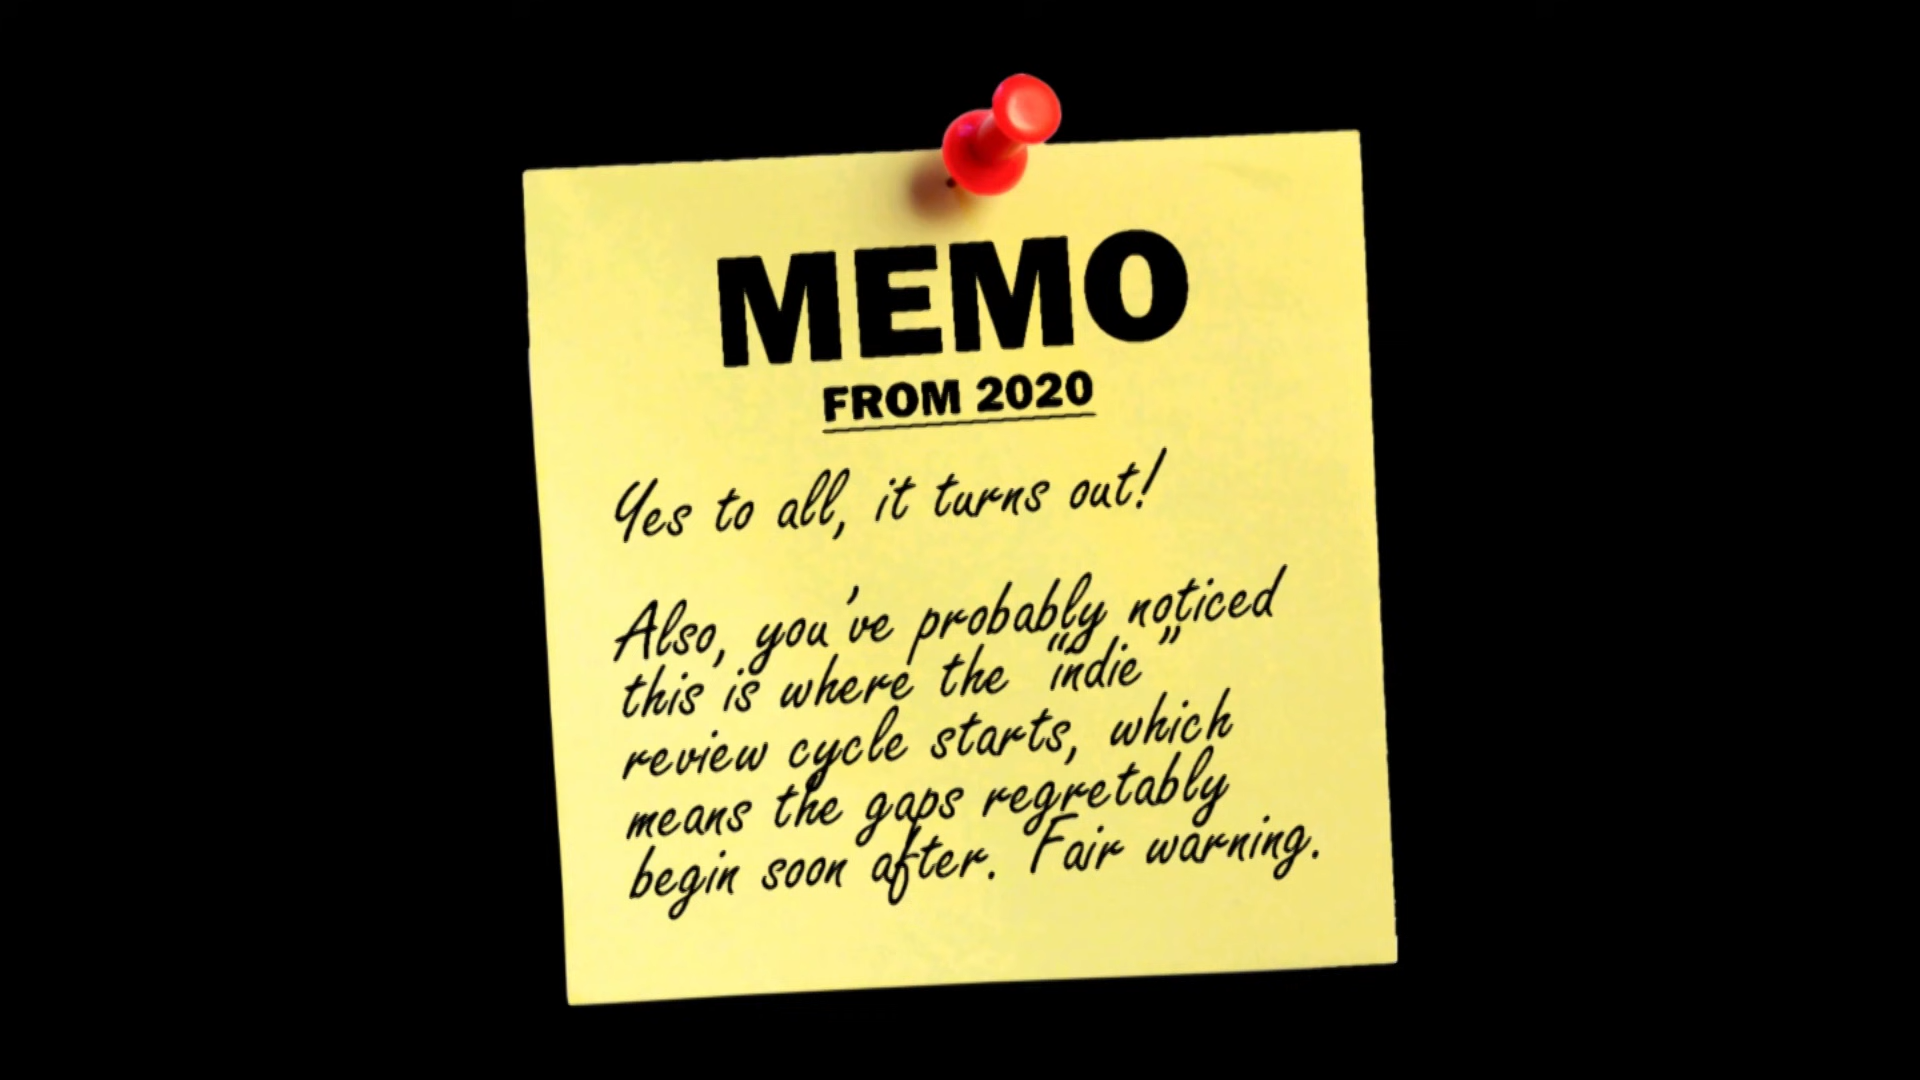 MEMO
FROM 2020
Yes to all, it turns out!
Also, you've probably noticed
this is where the "indie"
review cycle starts, which
means the gaps regretably
begin soon after. Fair warning.